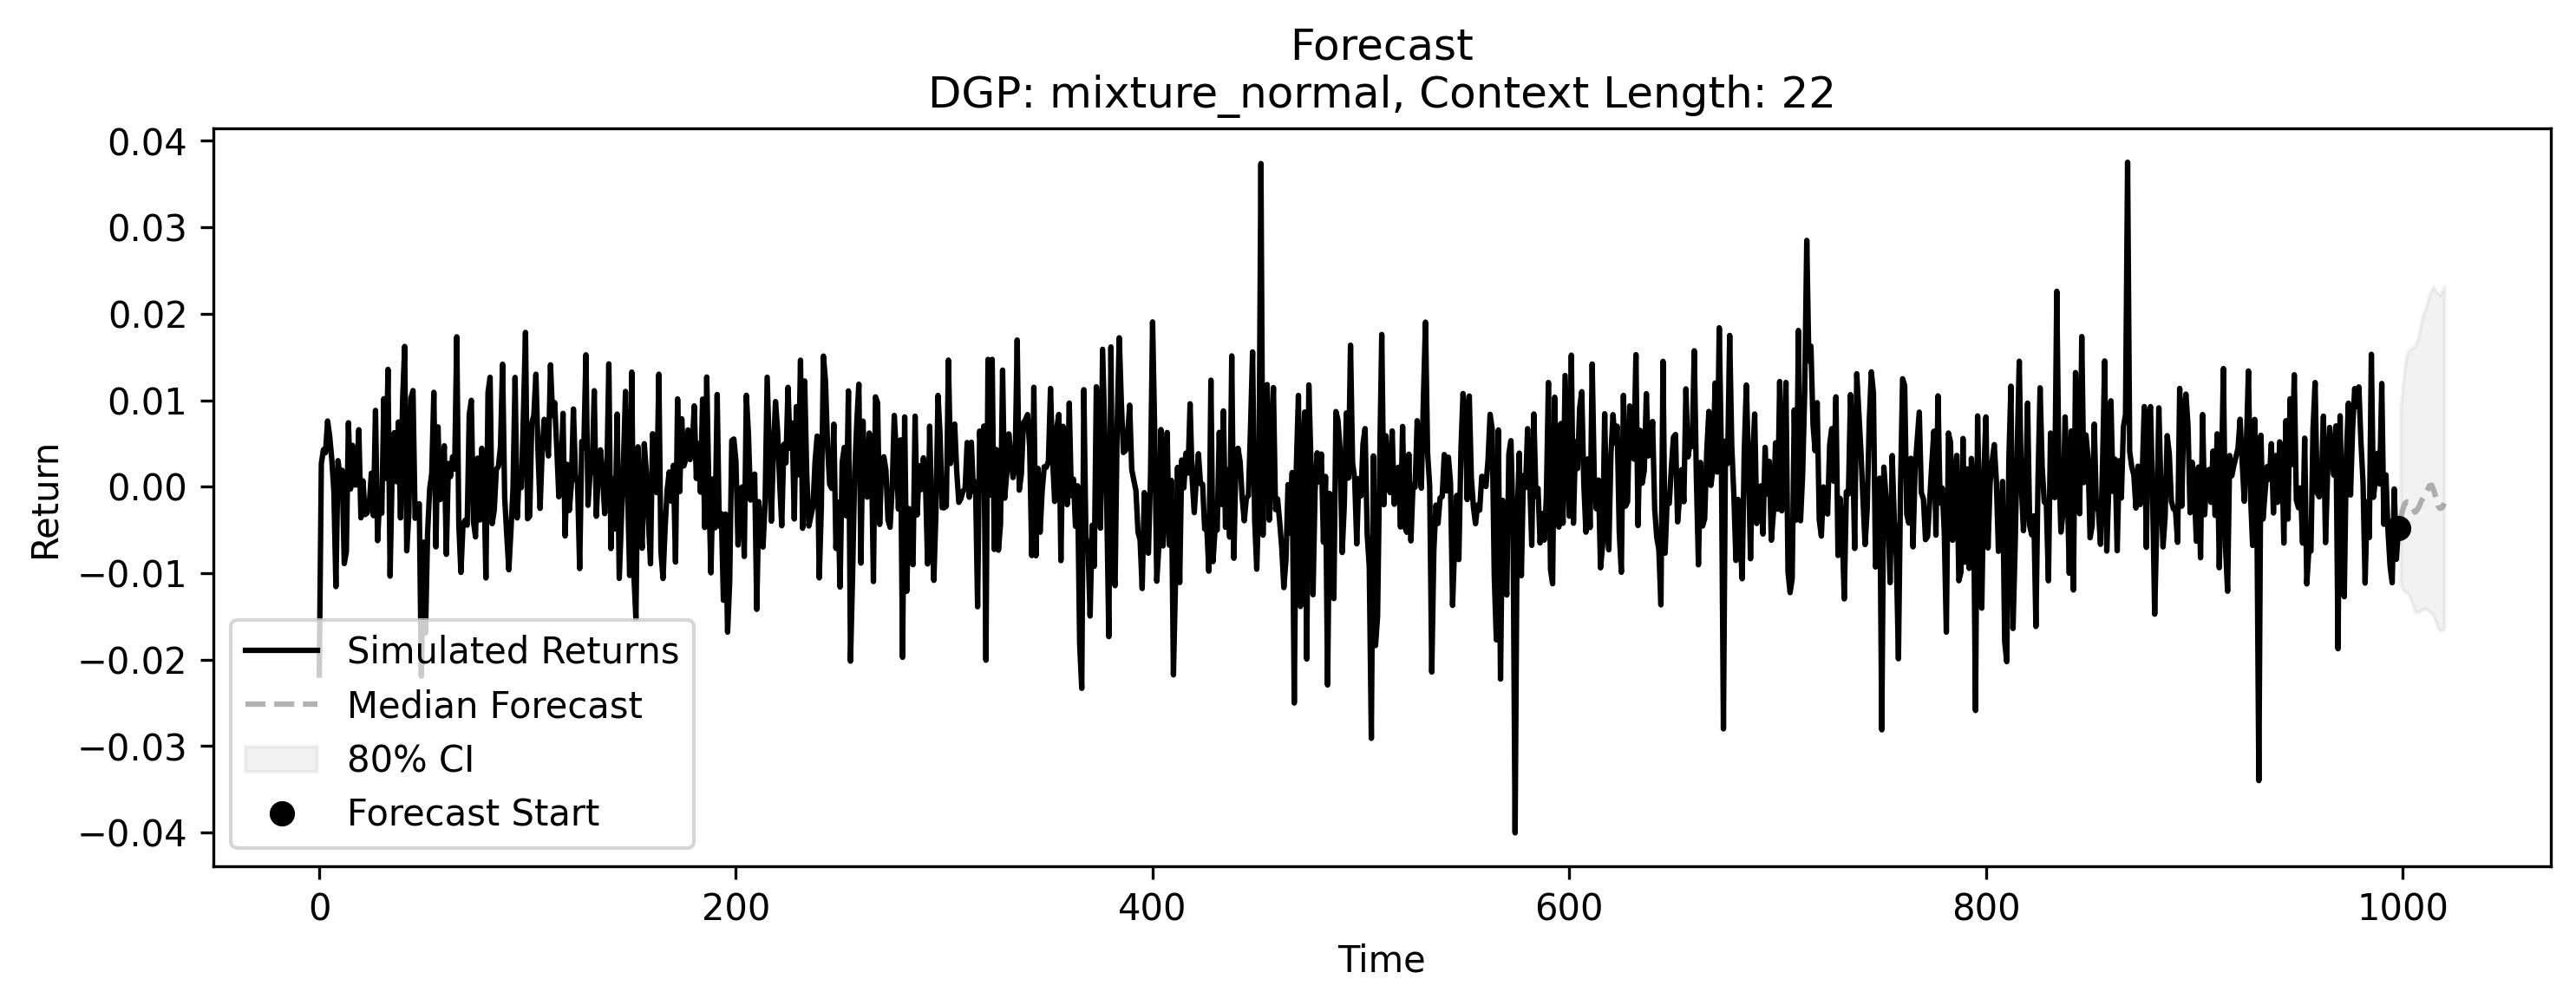 Forecast
DGP: mixture_normal, Context Length: 22
0.04
0.03
0.02
0.01
0.00
−0.01
−0.02
−0.03
−0.04
Return
Simulated Returns
Median Forecast
80% CI
Forecast Start
0 200 400 600 800 1000
Time